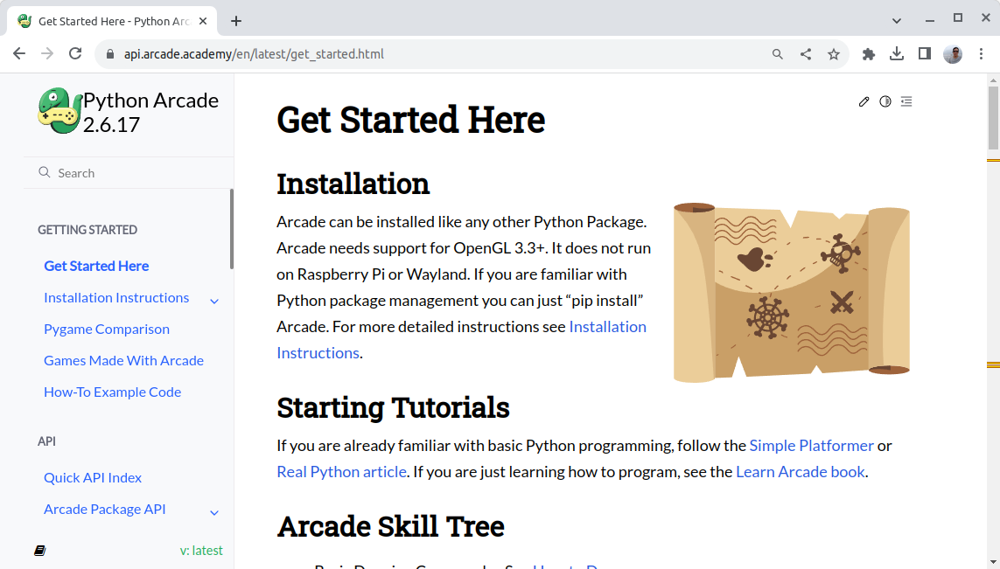 Get Started Here - Python Arc
api.arcade.academy/en/latest/get_started.html
Python Arcade
2.6.17
Search
GETTING STARTED
Get Started Here
Installation Instructions
Pygame Comparison
Games Made With Arcade
How-To Example Code
API
Quick API Index
Arcade Package API
v: latest
Get Started Here
Installation
Arcade can be installed like any other Python Package.
Arcade needs support for OpenGL 3.3+. It does not run
on Raspberry Pi or Wayland. If you are familiar with
Python package management you can just “pip install”
Arcade. For more detailed instructions see Installation
Instructions.
Starting Tutorials
If you are already familiar with basic Python programming, follow the Simple Platformer or
Real Python article. If you are just learning how to program, see the Learn Arcade book.
Arcade Skill Tree